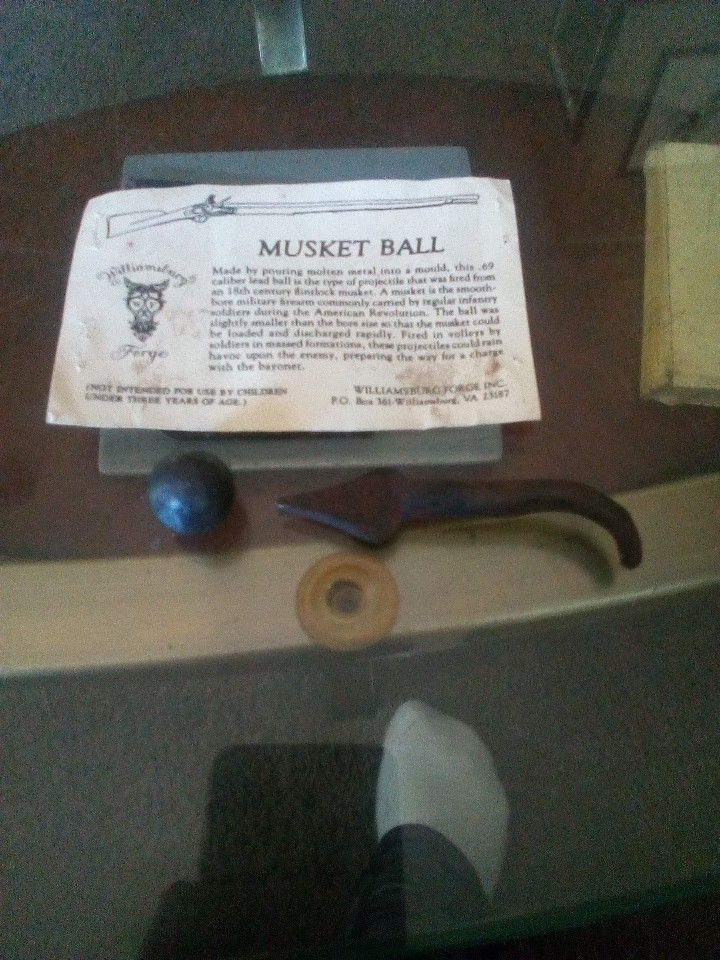 MUSKET BALL
Williamsburg
Forge
Made by pouring molten metal into a mould, this .69
caliber lead ball is the type of projectile that was fired from
an 18th century flintlock musket. A musket is the smooth-
bore military firearm commonly carried by regular infantry
soldiers during the American Revolution. The ball was
slightly smaller than the bore size so that the musket could
be loaded and discharged rapidly. Fired in volleys by
soldiers in massed formations, these projectiles could rain
havoc upon the enemy, preparing the way for a charge
with the bayonet.
(NOT INTENDED FOR USE BY CHILDREN
UNDER THREE YEARS OF AGE.)
WILLIAMSBURG FORGE INC.
P.O. Box 361 Williamsburg, VA 23187